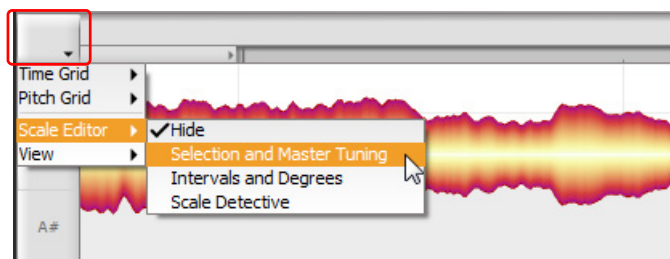 Time Grid
Pitch Grid
Scale Editor
View
Hide
Selection and Master Tuning
Intervals and Degrees
Scale Detective
A#